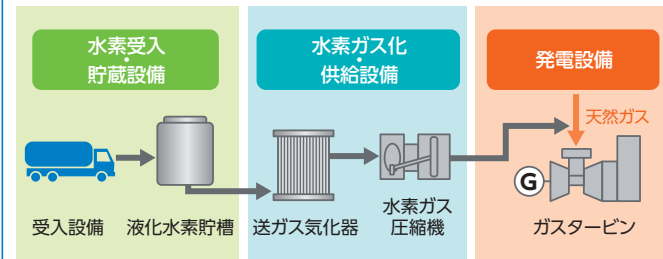 水素受入
・
貯蔵設備
水素ガス化
・
供給設備
発電設備
天然ガス
G
受入設備
液化水素貯槽
送ガス気化器
水素ガス
圧縮機
ガスタービン